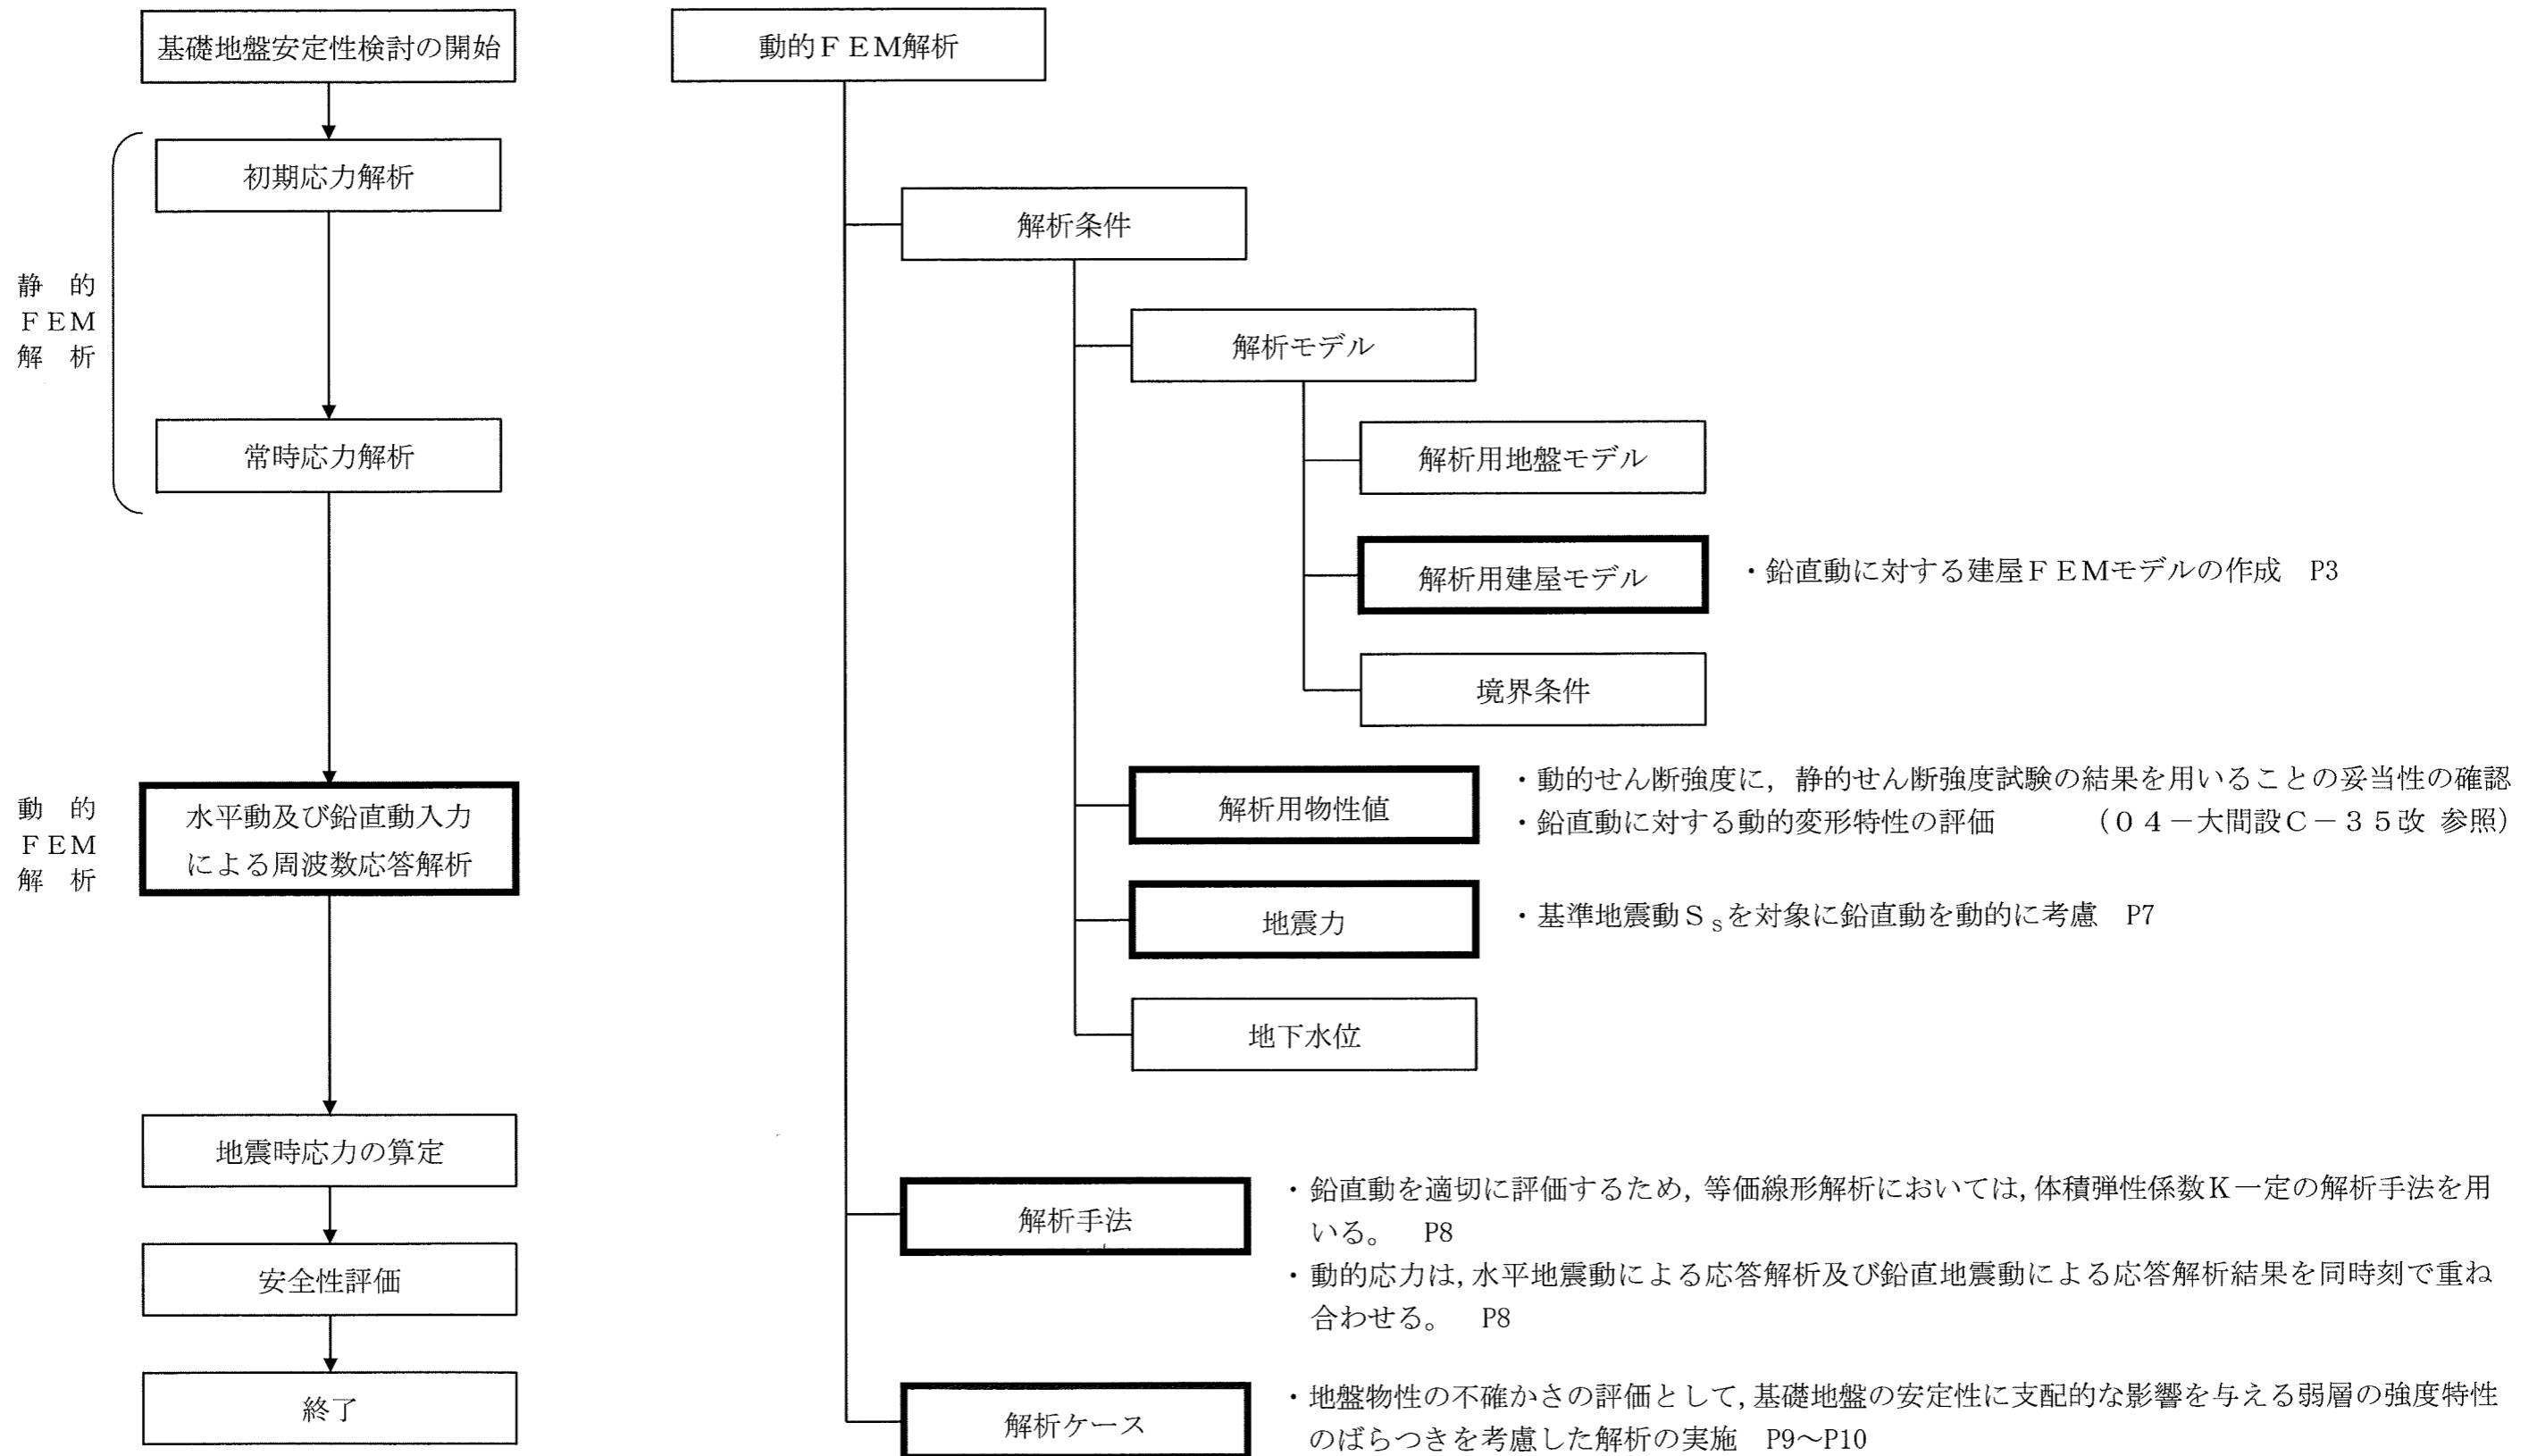 基礎地盤安定性検討の開始
初期応力解析
静　的
ＦＥＭ
解　析
常時応力解析
動　的
ＦＥＭ
解　析
水平動及び鉛直動入力
による周波数応答解析
地震時応力の算定
安全性評価
終了
動的ＦＥＭ解析
解析条件
解析モデル
解析用地盤モデル
解析用建屋モデル
・鉛直動に対する建屋ＦＥＭモデルの作成　P3
境界条件
解析用物性値
・動的せん断強度に，静的せん断強度試験の結果を用いることの妥当性の確認
・鉛直動に対する動的変形特性の評価　　　（０４－大間設Ｃ－３５改 参照）
地震力
・基準地震動Ｓsを対象に鉛直動を動的に考慮　P7
地下水位
解析手法
・鉛直動を適切に評価するため，等価線形解析においては，体積弾性係数Ｋ一定の解析手法を用
いる。　P8
・動的応力は，水平地震動による応答解析及び鉛直地震動による応答解析結果を同時刻で重ね
合わせる。　P8
解析ケース
・地盤物性の不確かさの評価として，基礎地盤の安定性に支配的な影響を与える弱層の強度特性
のばらつきを考慮した解析の実施　P9～P10